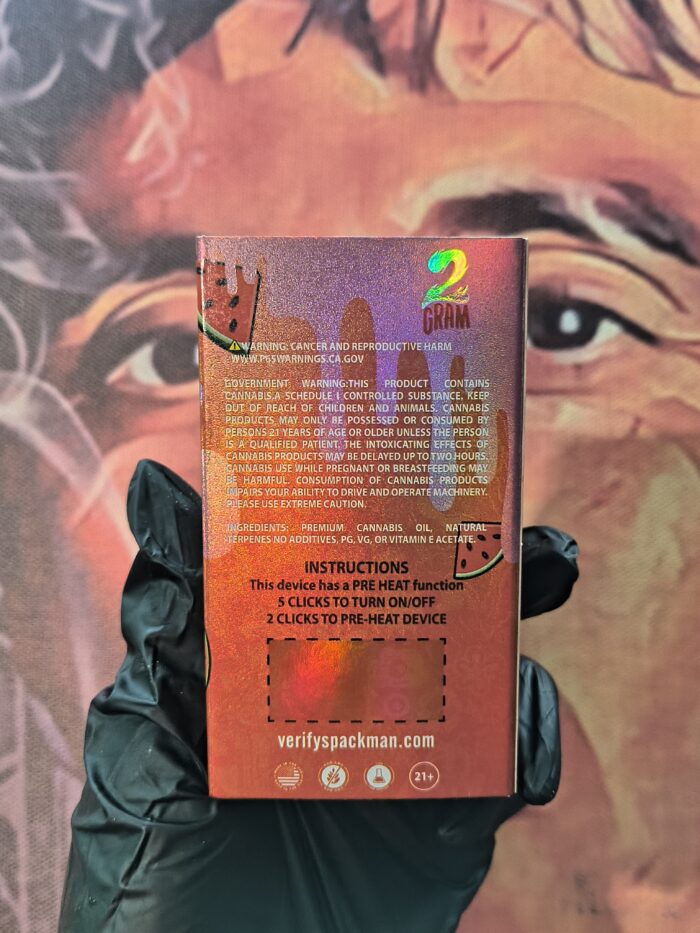 2
GRAM
WARNING: CANCER AND REPRODUCTIVE HARM
WWW.P65WARNINGS.CA.GOV
GOVERNMENT WARNING:THIS PRODUCT CONTAINS
CANNABIS.A SCHEDULE I CONTROLLED SUBSTANCE. KEEP
OUT OF REACH OF CHILDREN AND ANIMALS. CANNABIS
PRODUCTS MAY ONLY BE POSSESSED OR CONSUMED BY
PERSONS 21 YEARS OF AGE OR OLDER UNLESS THE PERSON
IS A QUALIFIED PATIENT. THE INTOXICATING EFFECTS OF
CANNABIS PRODUCTS MAY BE DELAYED UP TO TWO.HOURS.
CANNABIS USE WHILE PREGNANT OR BREASTFEEDING MAY
BE HARMFUL. CONSUMPTION OF CANNABIS PRODUCTS
IMPAIRS YOUR ABILITY TO DRIVE AND OPERATE MACHINERY.
PLEASE USE EXTREME CAUTION.
INGREDIENTS: PREMIUM CANNABIS OIL, NATURAL
TERPENES NO ADDITIVES, PG, VG, OR VITAMIN E ACETATE.
INSTRUCTIONS
This device has a PRE HEAT function
5 CLICKS TO TURN ON/OFF
2 CLICKS TO PRE-HEAT DEVICE
verifyspackman.com
21+